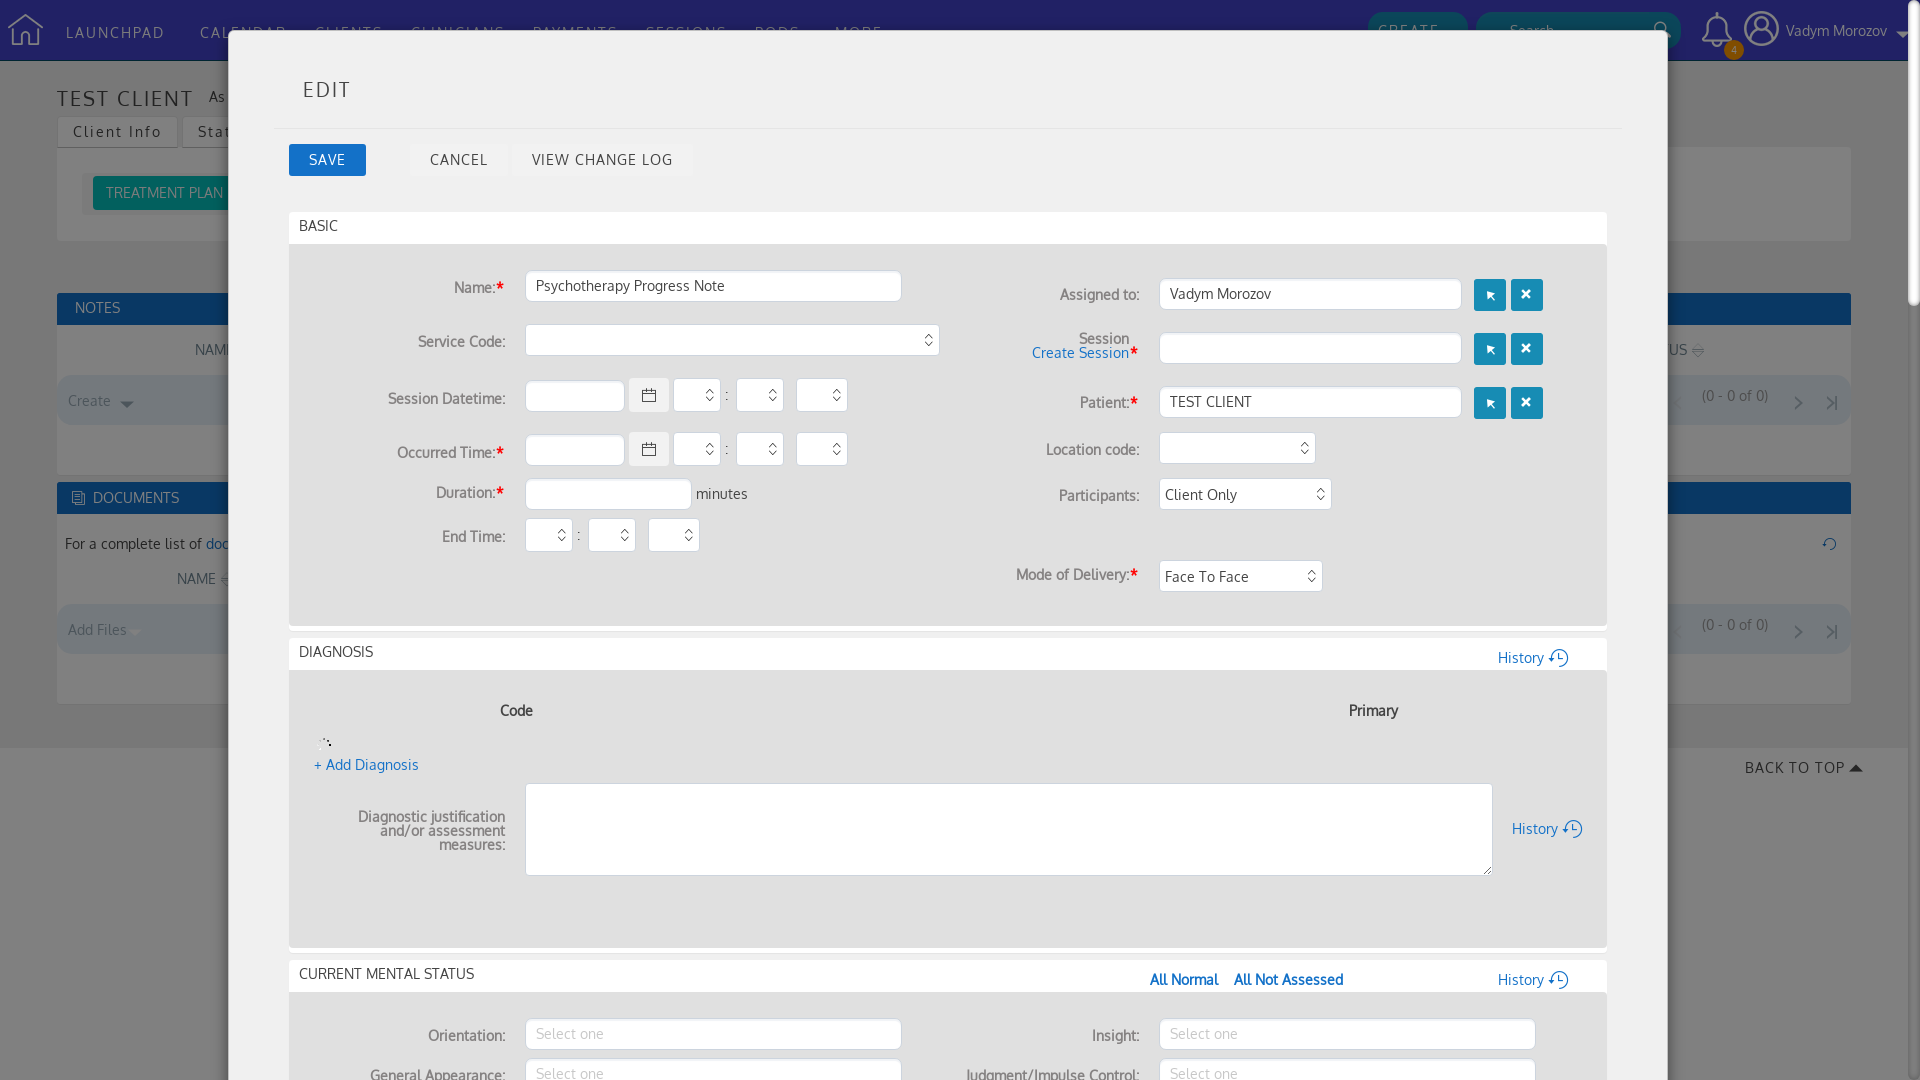 LAUNCHPAD CALENDAR CLIENTS CLINICIANS PAYMENTS SESSIONS PODS MORE CREATE Search 4 Vadym Morozov
TEST CLIENT As
Client Info Stat
TREATMENT PLAN
NOTES
NAME
US
Create
(0 - 0 of 0)
DOCUMENTS
For a complete list of doc
NAME
Add Files
(0 - 0 of 0)
BACK TO TOP
EDIT
SAVE CANCEL VIEW CHANGE LOG
BASIC
Name:* Psychotherapy Progress Note
Assigned to: Vadym Morozov
Service Code:
Session
Create Session*
Session Datetime: :
Patient:* TEST CLIENT
Occurred Time:* :
Location code:
Duration:* minutes
Participants: Client Only
End Time: :
Mode of Delivery:* Face To Face
DIAGNOSIS History
Code Primary
+ Add Diagnosis
Diagnostic justification
and/or assessment
measures:
History
CURRENT MENTAL STATUS All Normal All Not Assessed History
Orientation: Select one Insight: Select one
General Appearance: Select one Judgment/Impulse Control: Select one